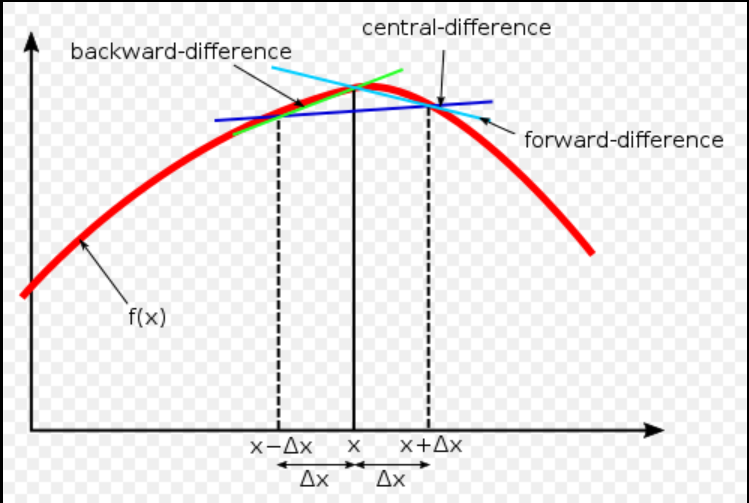 central-difference
backward-difference
forward-difference
f(x)
x−Δx x x+Δx
Δx Δx